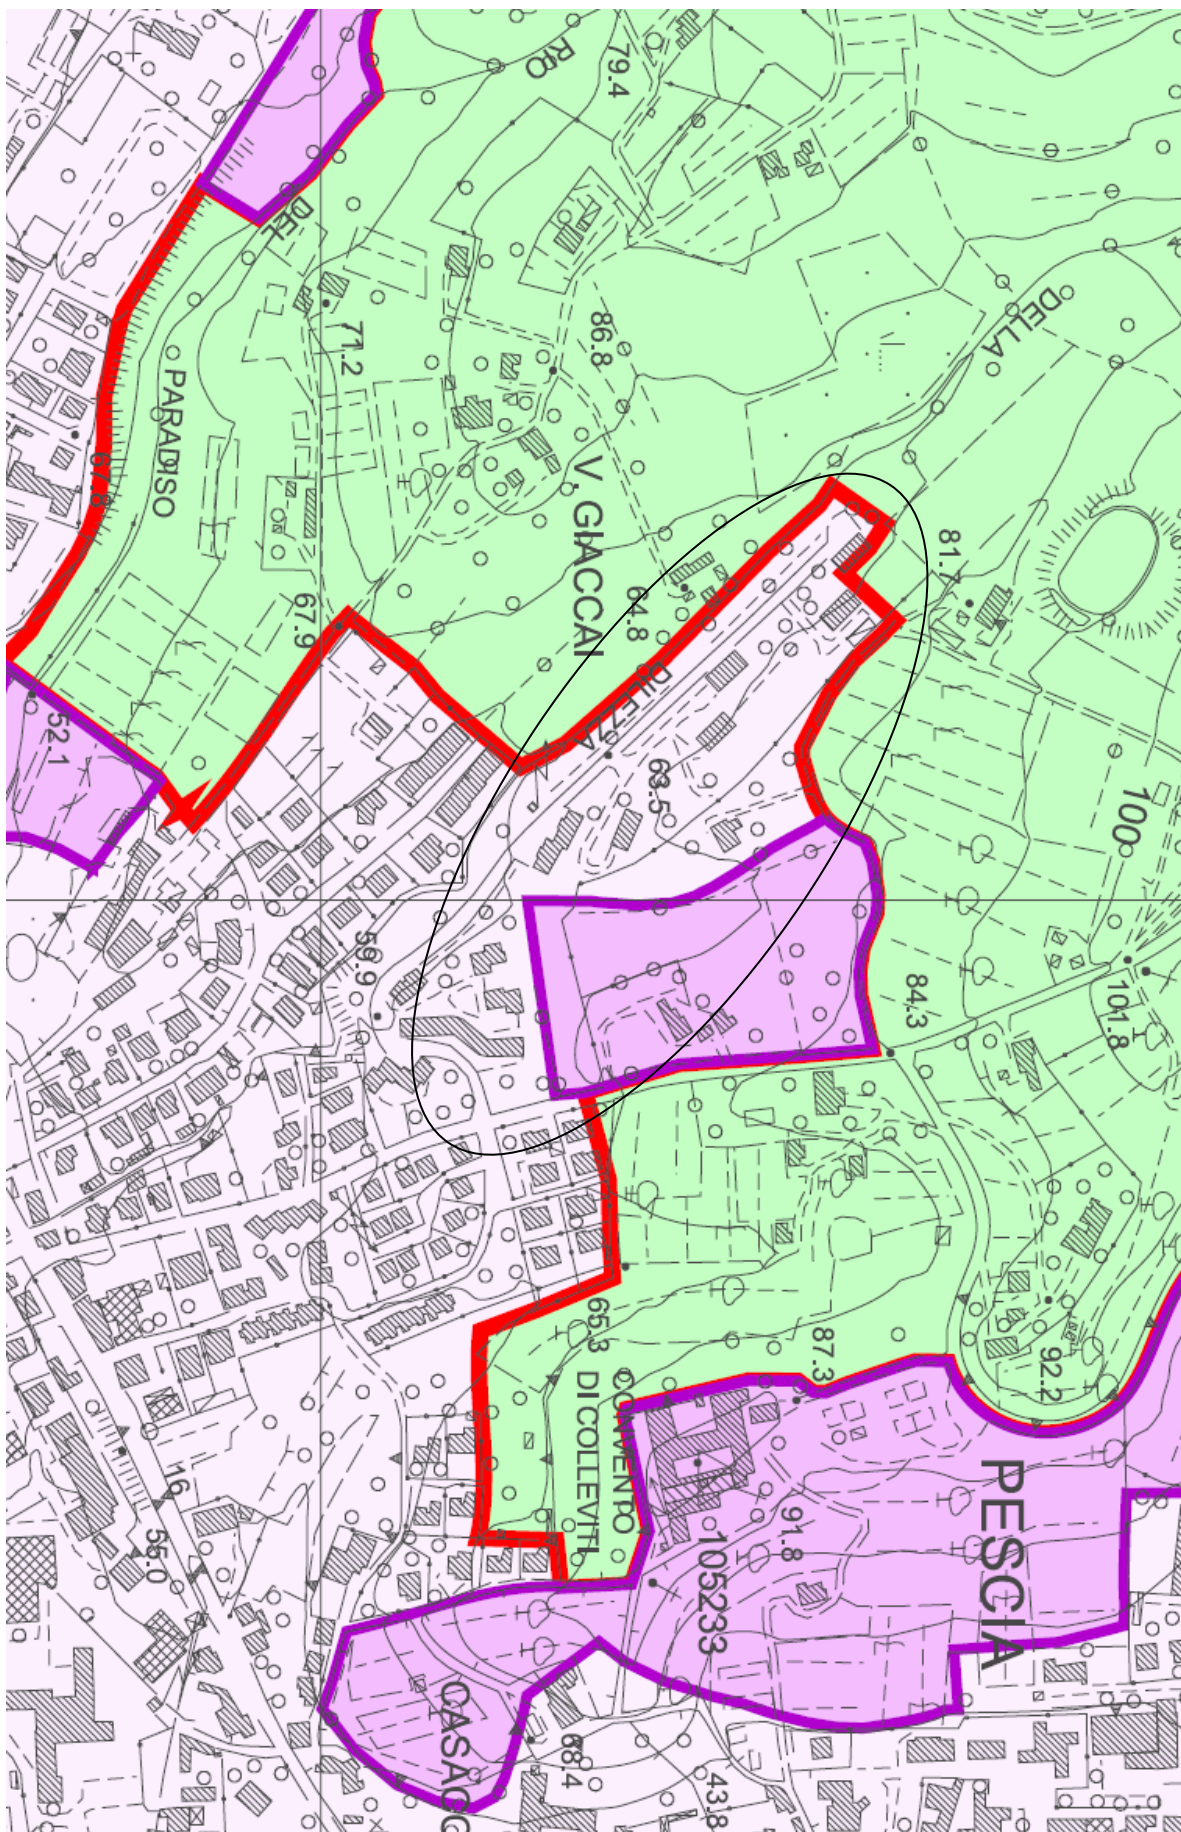 RIO
79.4
DEL
DELLA
71.2
86.8
PARADISO
67.8
V. GIACCAI
81.7
67.9
64.8
DILEZZA
52.1
63.5
100
59.9
84.3
101.8
65.3
87.3
92.2
CONVENTO
DI COLLEVITI
PESCIA
16
55.0
91.8
105233
CASACC
68.4
43.8